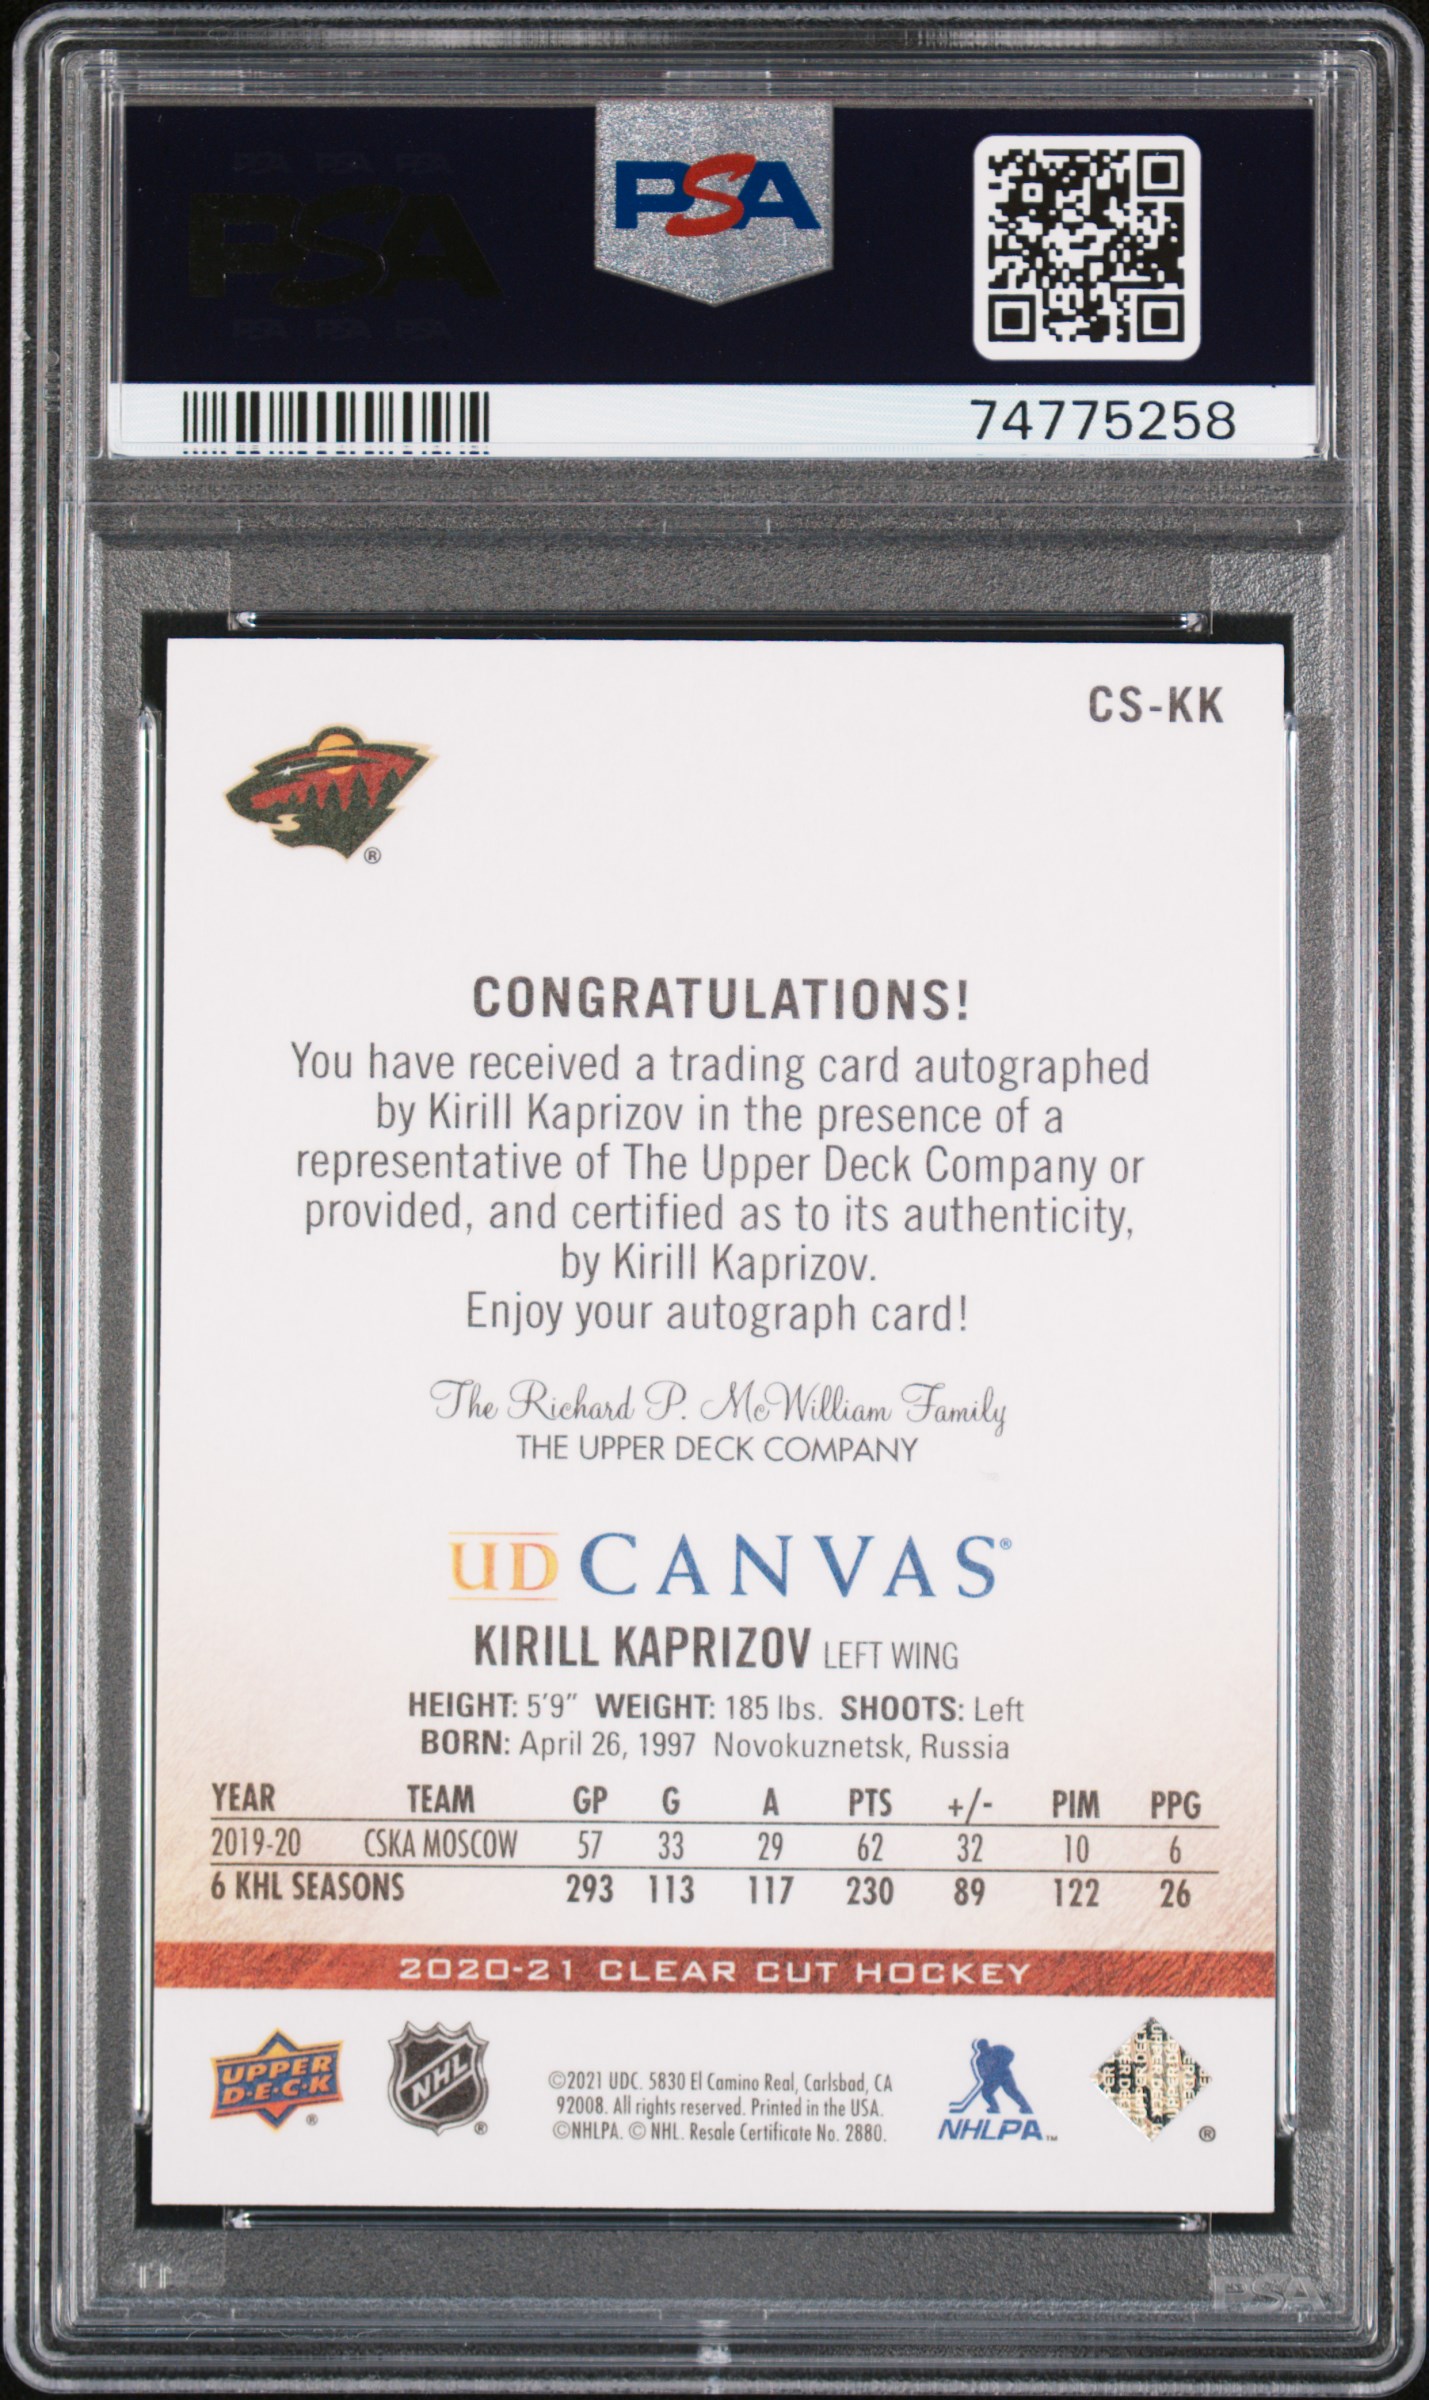 PSA
PSA
74775258
CS-KK
CONGRATULATIONS!
You have received a trading card autographed
by Kirill Kaprizov in the presence of a
representative of The Upper Deck Company or
provided, and certified as to its authenticity,
by Kirill Kaprizov.
Enjoy your autograph card!
The Richard P. McWilliam Family
THE UPPER DECK COMPANY
UD CANVAS®
KIRILL KAPRIZOV LEFT WING
HEIGHT: 5'9" WEIGHT: 185 lbs. SHOOTS: Left
BORN: April 26, 1997 Novokuznetsk, Russia
YEAR TEAM GP G A PTS +/- PIM PPG
2019-20 CSKA MOSCOW 57 33 29 62 32 10 6
6 KHL SEASONS 293 113 117 230 89 122 26
2020-21 CLEAR CUT HOCKEY
UPPER
D·E·C·K
®
NHL
®
©2021 UDC. 5830 El Camino Real, Carlsbad, CA
92008. All rights reserved. Printed in the USA.
©NHLPA. © NHL. Resale Certificate No. 2880.
NHLPA™
®
PSA